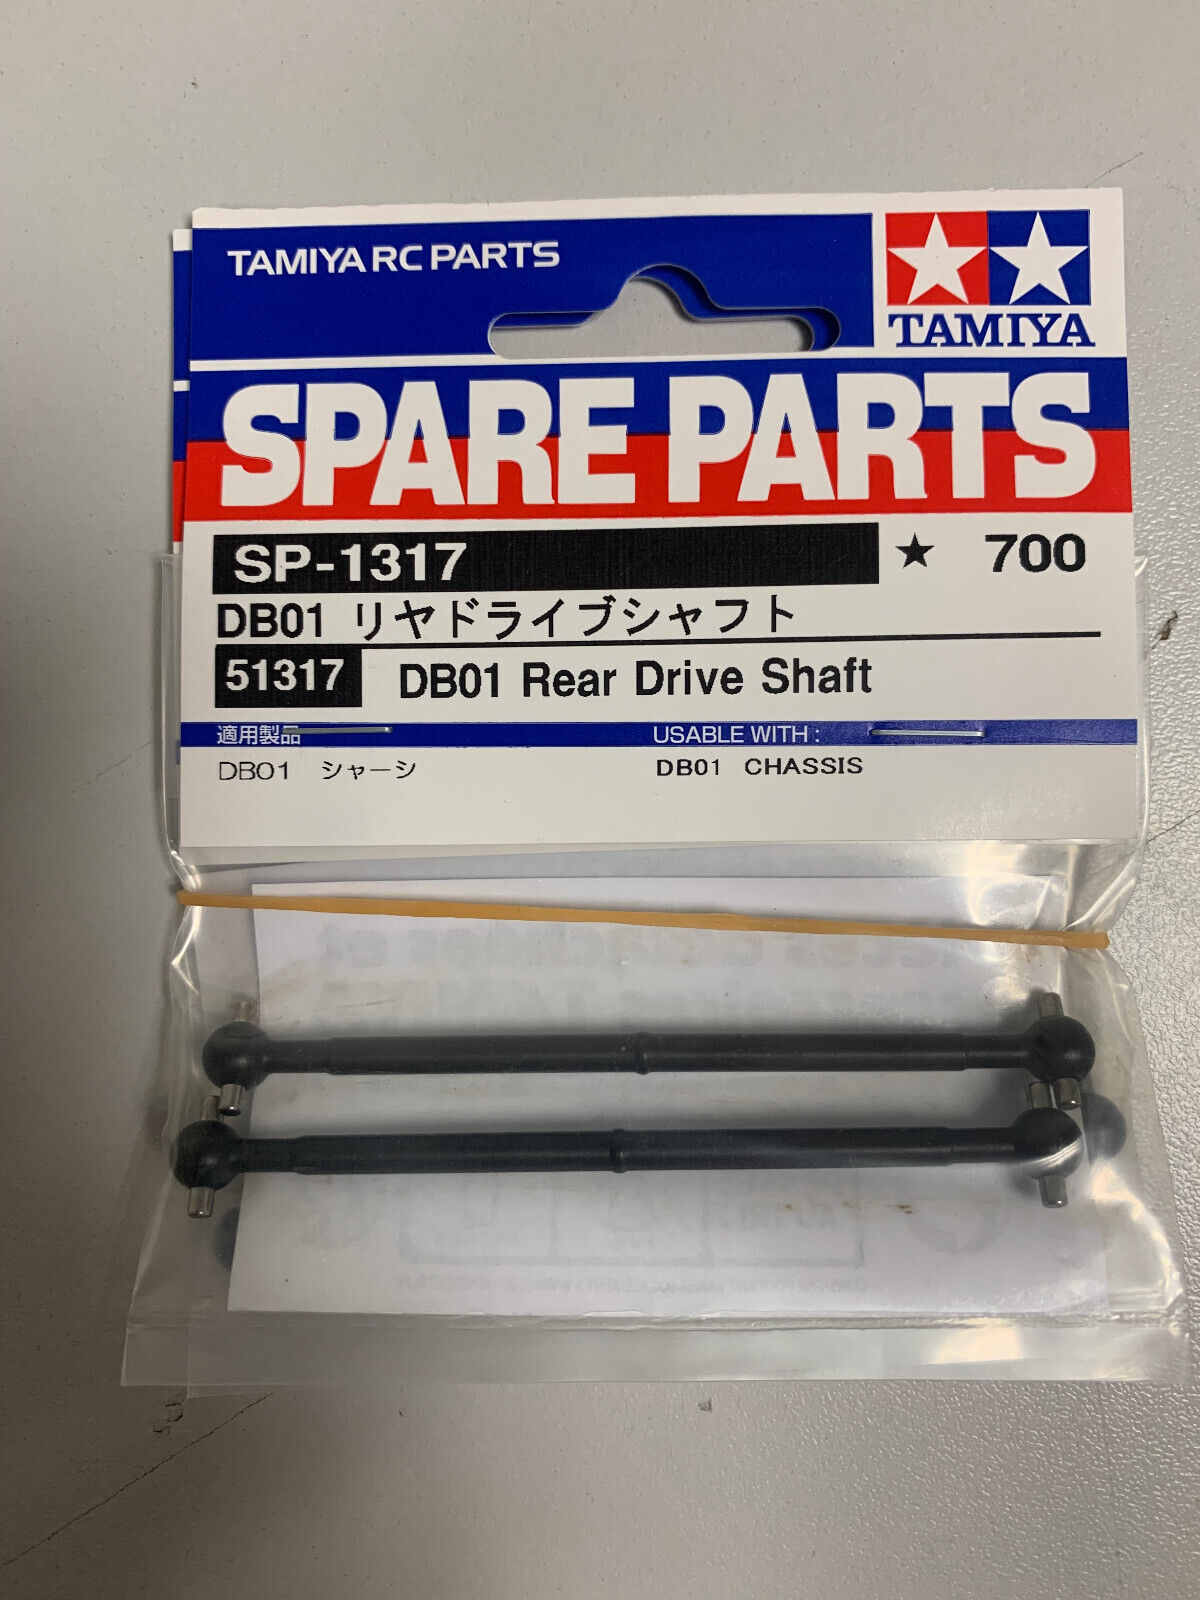 TAMIYA RC PARTS
TAMIYA
SPARE PARTS
SP-1317 ★ 700
DB01 リヤドライブシャフト
51317 DB01 Rear Drive Shaft
適用製品 USABLE WITH :
DB01 シャーシ DB01 CHASSIS